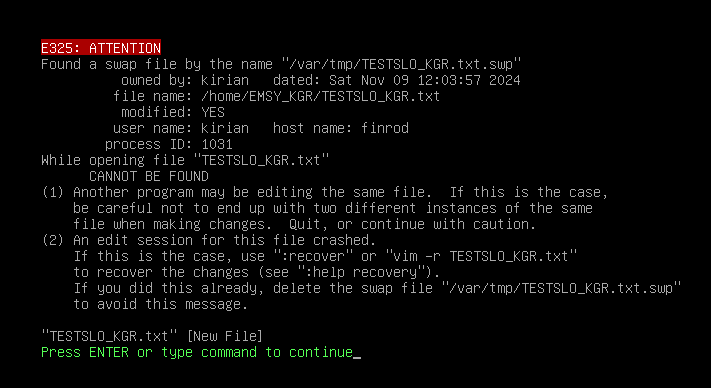 E325: ATTENTION
Found a swap file by the name "/var/tmp/TESTSLO_KGR.txt.swp"
owned by: kirian   dated: Sat Nov 09 12:03:57 2024
file name: /home/EMSY_KGR/TESTSLO_KGR.txt
modified: YES
user name: kirian   host name: finrod
process ID: 1031
While opening file "TESTSLO_KGR.txt"
CANNOT BE FOUND
(1) Another program may be editing the same file.  If this is the case,
be careful not to end up with two different instances of the same
file when making changes.  Quit, or continue with caution.
(2) An edit session for this file crashed.
If this is the case, use ":recover" or "vim -r TESTSLO_KGR.txt"
to recover the changes (see ":help recovery").
If you did this already, delete the swap file "/var/tmp/TESTSLO_KGR.txt.swp"
to avoid this message.
"TESTSLO_KGR.txt" [New File]
Press ENTER or type command to continue_